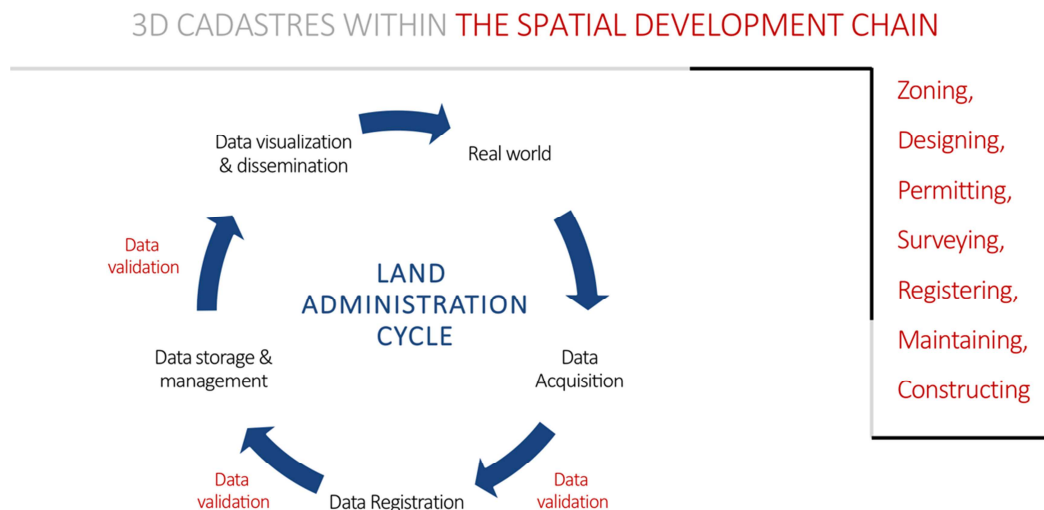 3D CADASTRES WITHIN THE SPATIAL DEVELOPMENT CHAIN
Data visualization
& dissemination
Real world
Data
validation
LAND
ADMINISTRATION
CYCLE
Data storage &
management
Data
Acquisition
Data
validation
Data Registration
Data
validation
Zoning,
Designing,
Permitting,
Surveying,
Registering,
Maintaining,
Constructing